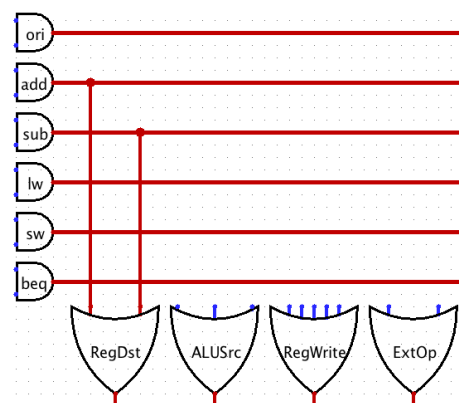 ori
add
sub
lw
sw
beq
RegDst ALUSrc RegWrite ExtOp